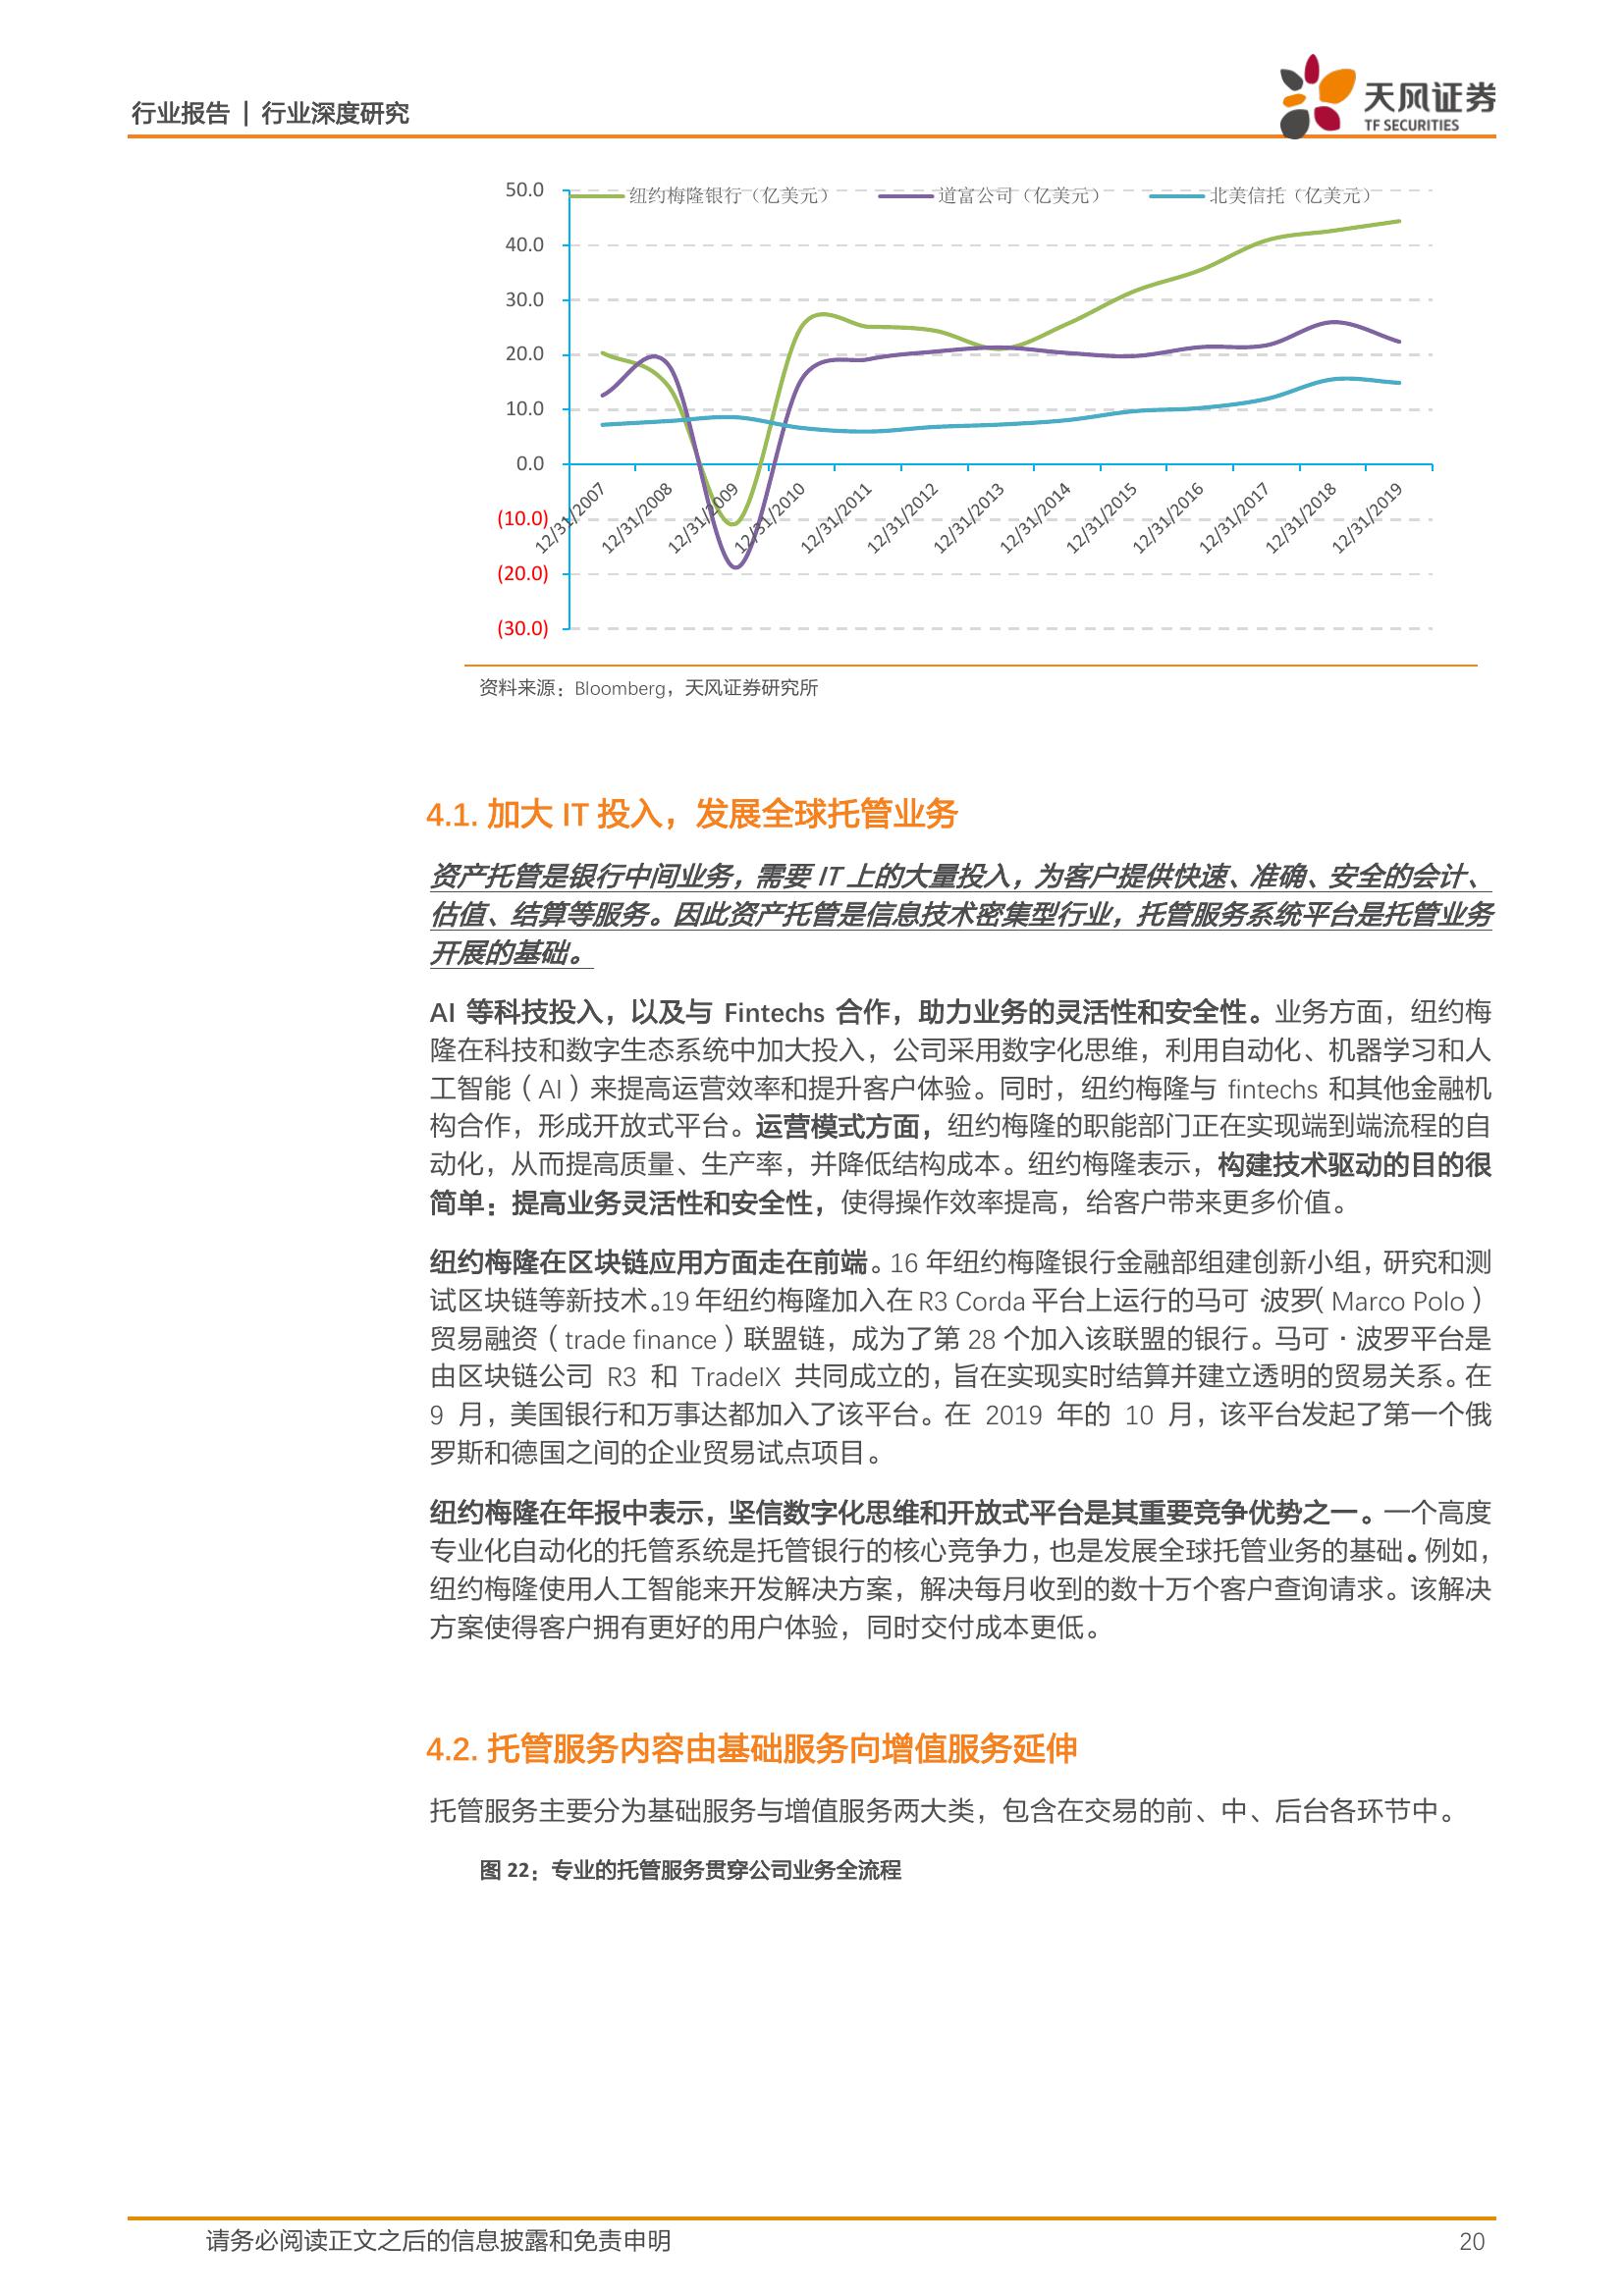 行业报告 | 行业深度研究
天风证券
TF SECURITIES
50.0
纽约梅隆银行（亿美元）
道富公司（亿美元）
北美信托（亿美元）
40.0
30.0
20.0
10.0
0.0
(10.0)
(20.0)
(30.0)
12/31/2007
12/31/2008
12/31/2009
12/31/2010
12/31/2011
12/31/2012
12/31/2013
12/31/2014
12/31/2015
12/31/2016
12/31/2017
12/31/2018
12/31/2019
资料来源：Bloomberg，天风证券研究所
4.1. 加大 IT 投入，发展全球托管业务
资产托管是银行中间业务，需要 IT 上的大量投入，为客户提供快速、准确、安全的会计、
估值、结算等服务。因此资产托管是信息技术密集型行业，托管服务系统平台是托管业务
开展的基础。
AI 等科技投入，以及与 Fintechs 合作，助力业务的灵活性和安全性。业务方面，纽约梅
隆在科技和数字生态系统中加大投入，公司采用数字化思维，利用自动化、机器学习和人
工智能（AI）来提高运营效率和提升客户体验。同时，纽约梅隆与 fintechs 和其他金融机
构合作，形成开放式平台。运营模式方面，纽约梅隆的职能部门正在实现端到端流程的自
动化，从而提高质量、生产率，并降低结构成本。纽约梅隆表示，构建技术驱动的目的很
简单：提高业务灵活性和安全性，使得操作效率提高，给客户带来更多价值。
纽约梅隆在区块链应用方面走在前端。16 年纽约梅隆银行金融部组建创新小组，研究和测
试区块链等新技术。19 年纽约梅隆加入在 R3 Corda 平台上运行的马可·波罗（Marco Polo）
贸易融资（trade finance）联盟链，成为了第 28 个加入该联盟的银行。马可·波罗平台是
由区块链公司 R3 和 TradeIX 共同成立的，旨在实现实时结算并建立透明的贸易关系。在
9 月，美国银行和万事达都加入了该平台。在 2019 年的 10 月，该平台发起了第一个俄
罗斯和德国之间的企业贸易试点项目。
纽约梅隆在年报中表示，坚信数字化思维和开放式平台是其重要竞争优势之一。一个高度
专业化自动化的托管系统是托管银行的核心竞争力，也是发展全球托管业务的基础。例如，
纽约梅隆使用人工智能来开发解决方案，解决每月收到的数十万个客户查询请求。该解决
方案使得客户拥有更好的用户体验，同时交付成本更低。
4.2. 托管服务内容由基础服务向增值服务延伸
托管服务主要分为基础服务与增值服务两大类，包含在交易的前、中、后台各环节中。
图 22：专业的托管服务贯穿公司业务全流程
请务必阅读正文之后的信息披露和免责申明
20